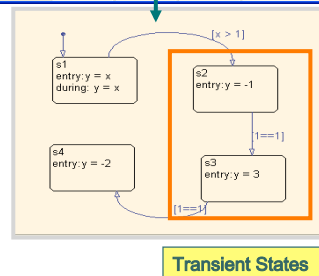 [x > 1]
s1
entry:y = x
during: y = x
s2
entry:y = -1
[1==1]
s4
entry:y = -2
s3
entry:y = 3
[1==1]
Transient States